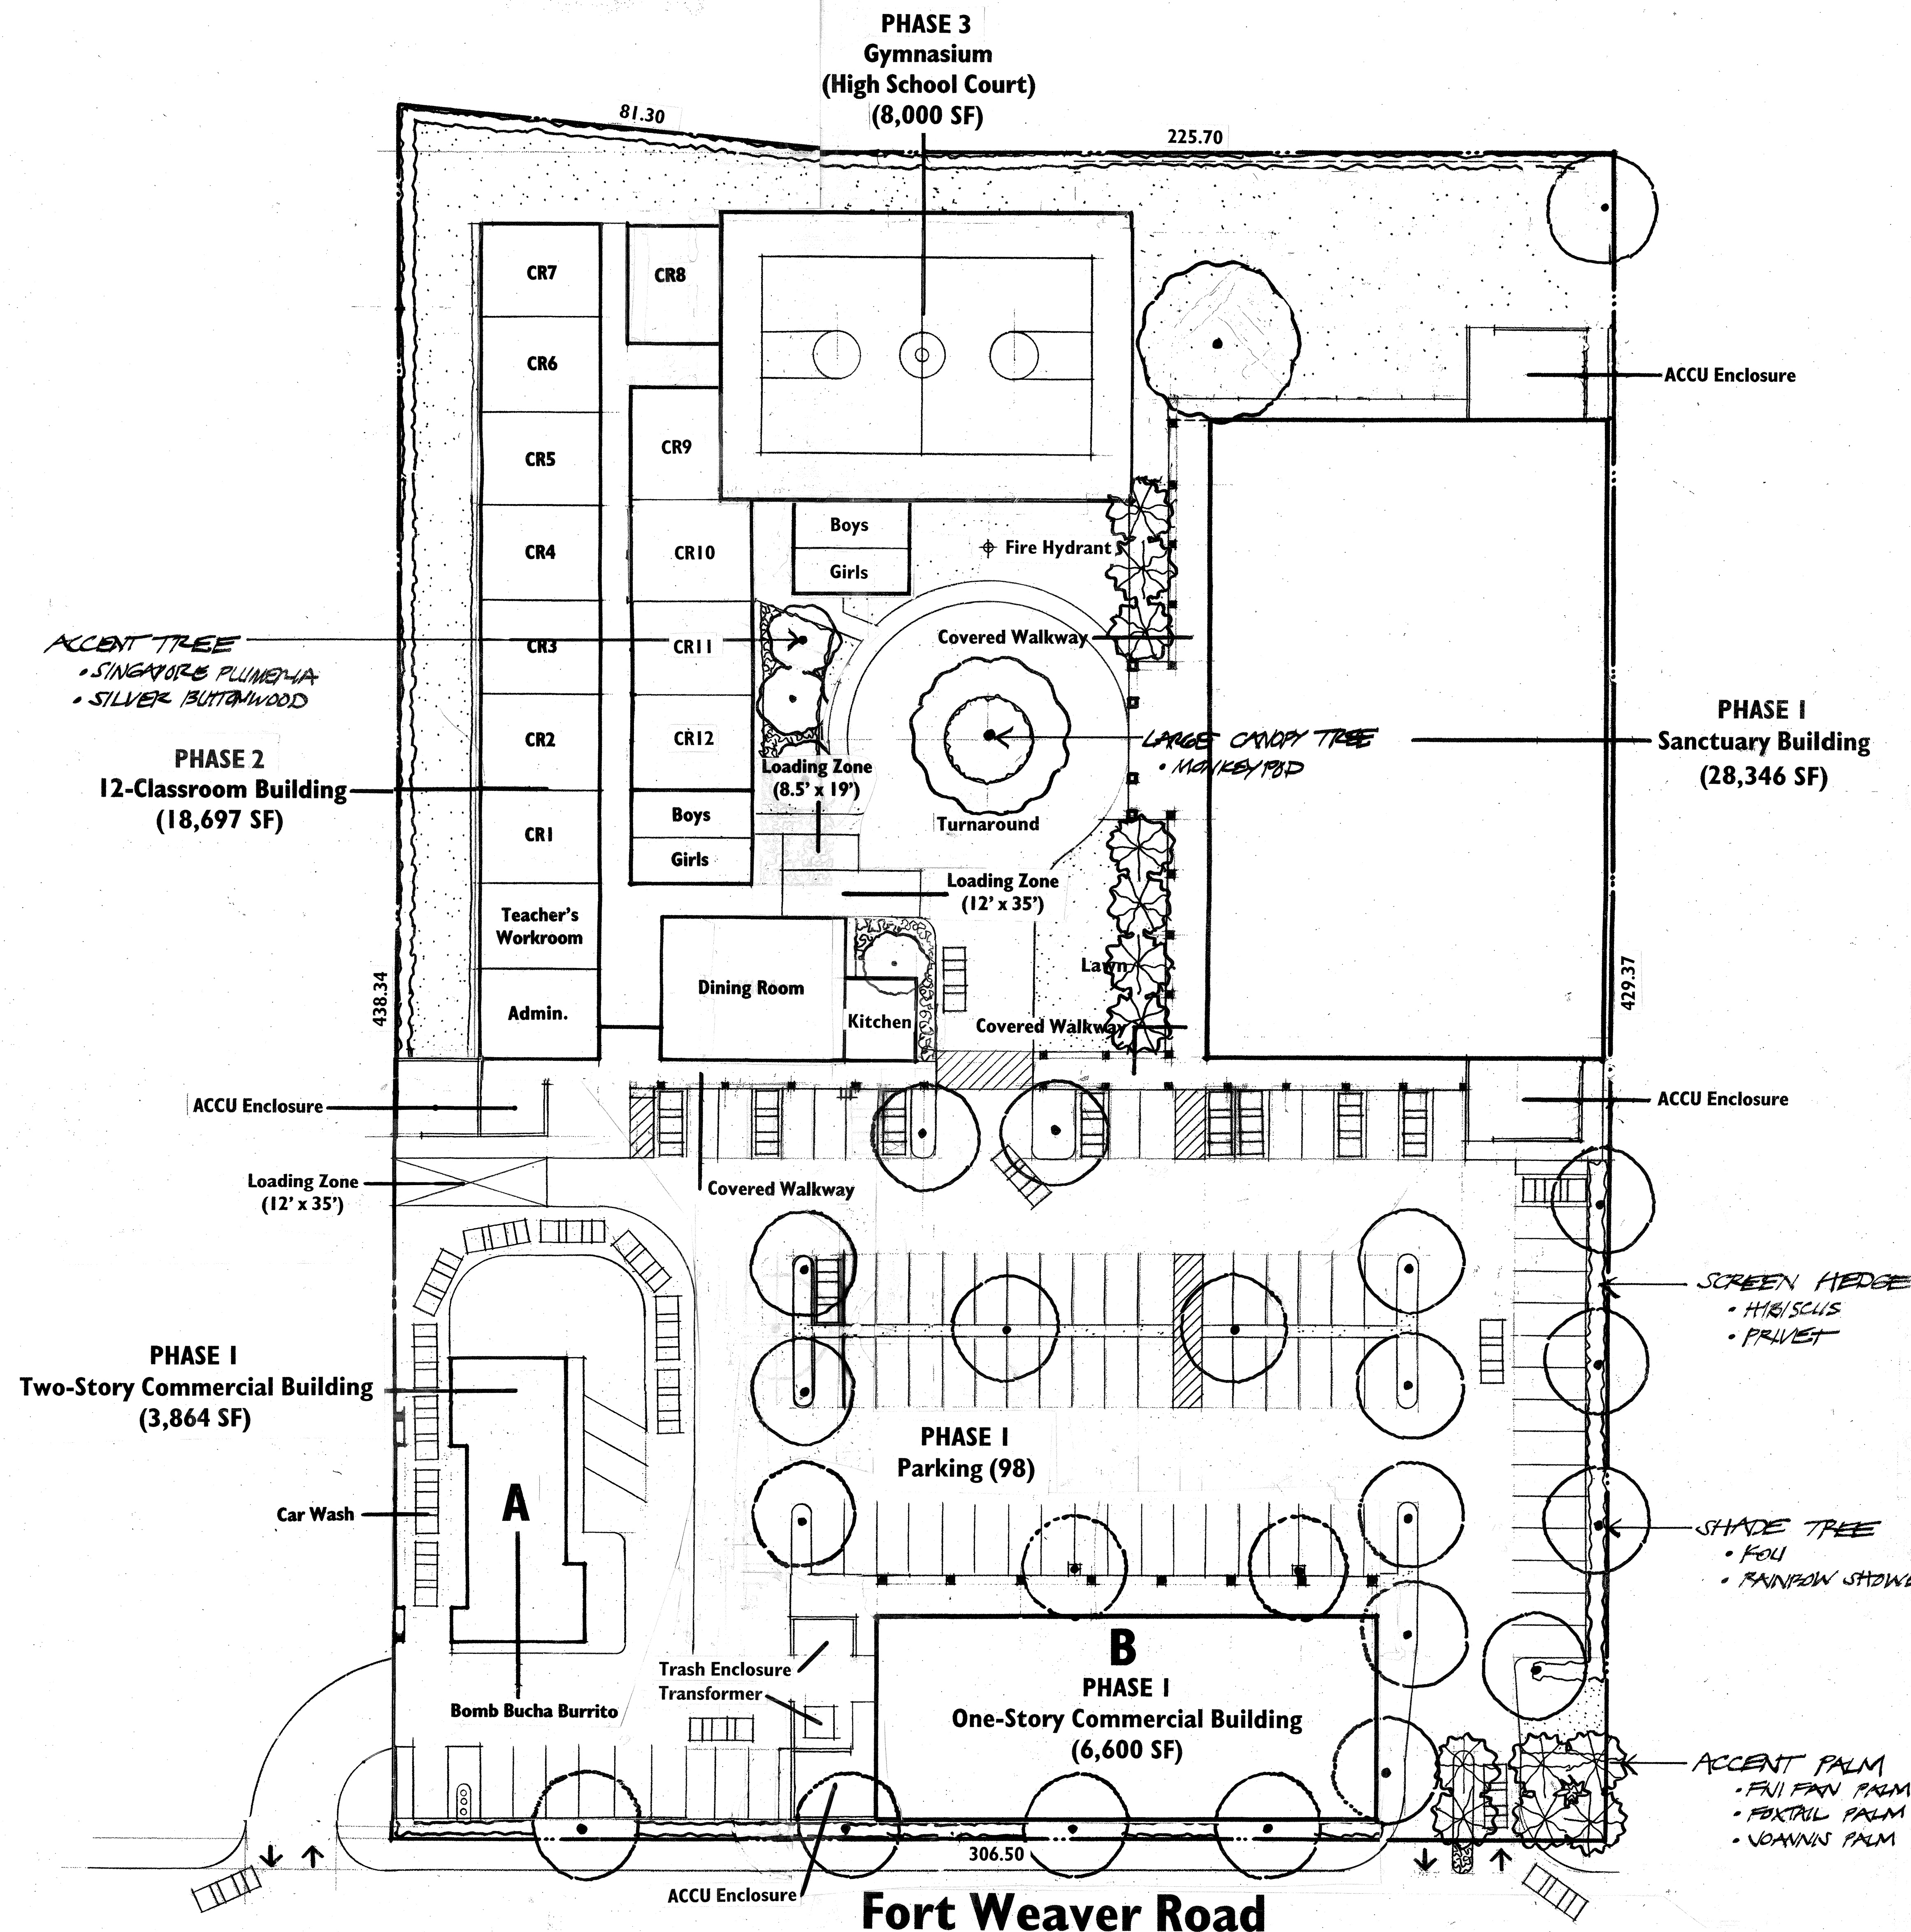 PHASE 3
Gymnasium
(High School Court)
(8,000 SF)
81.30
225.70
CR7
CR8
CR6
ACCU Enclosure
CR9
CR5
Boys
CR4
CR10
Fire Hydrant
Girls
Covered Walkway
ACCENT TREE
• SINGAPORE PLUMERIA
• SILVER BUTTONWOOD
CR3
CR11
PHASE 1
Sanctuary Building
(28,346 SF)
CR2
CR12
LARGE CANOPY TREE
• MONKEYPOD
PHASE 2
12-Classroom Building
(18,697 SF)
Loading Zone
(8.5' x 19')
Boys
Turnaround
CR1
Girls
Loading Zone
(12' x 35')
Teacher's
Workroom
Lawn
438.34
429.37
Dining Room
Admin.
Kitchen
Covered Walkway
ACCU Enclosure
ACCU Enclosure
Loading Zone
(12' x 35')
Covered Walkway
SCREEN HEDGE
• HIBISCUS
• PRIVET
PHASE 1
Two-Story Commercial Building
(3,864 SF)
PHASE 1
Parking (98)
A
Car Wash
SHADE TREE
• KOU
• RAINBOW
B
PHASE 1
One-Story Commercial Building
(6,600 SF)
Trash Enclosure
Transformer
Bomb Bucha Burrito
ACCENT PALM
• FIJI FAN PALM
• FOXTAIL PALM
• JOANNIS PALM
306.50
ACCU Enclosure
Fort Weaver Road